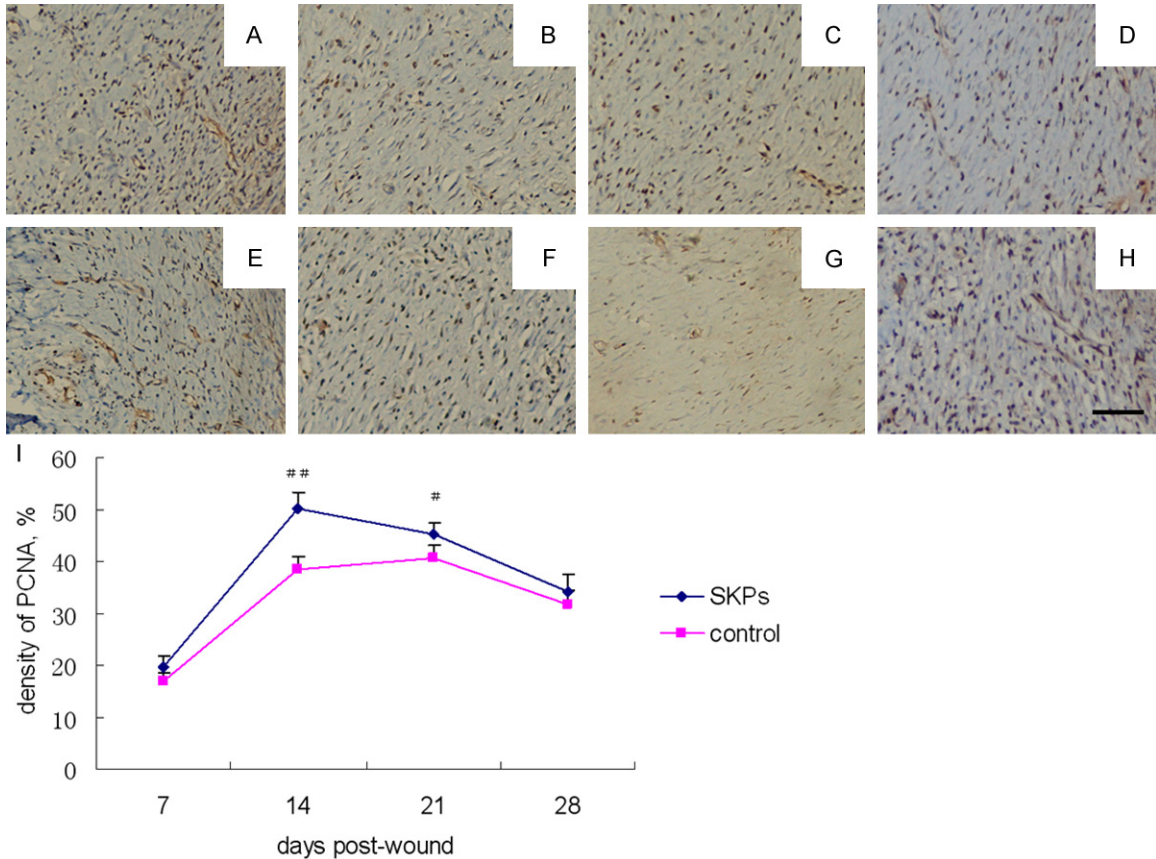 A
B
C
D
E
F
G
H
I
60
50
40
30
20
10
0
density of PCNA, %
##
#
SKPs
control
7 14 21 28
days post-wound